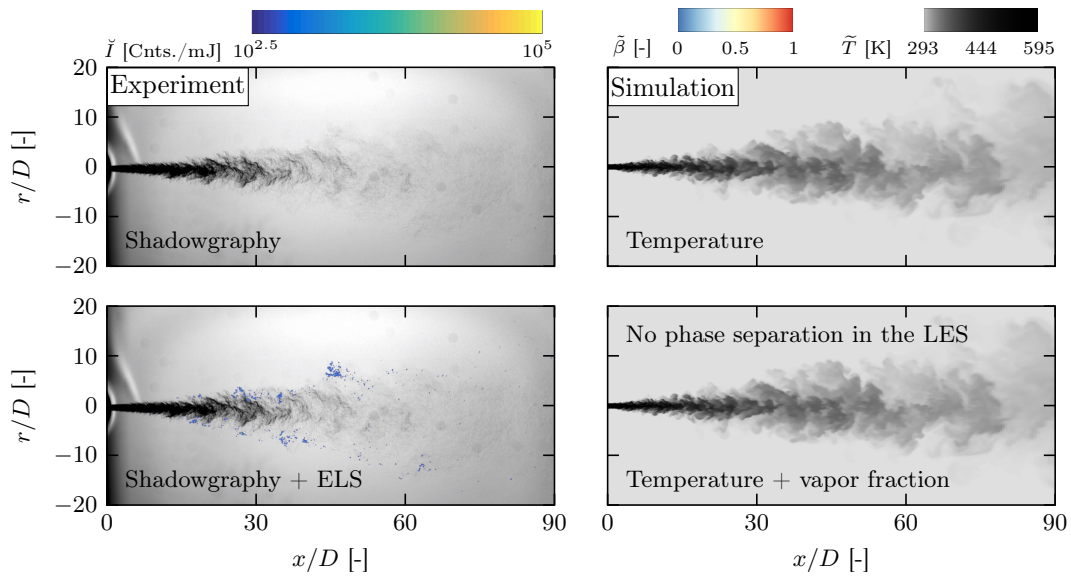 Ĭ [Cnts./mJ] 10^2.5 10^5
β̃ [-] 0 0.5 1 T̃ [K] 293 444 595
20
10
0
−10
−20
r/D [-]
Experiment
Shadowgraphy
Simulation
Temperature
20
10
0
−10
−20
r/D [-]
Shadowgraphy + ELS
No phase separation in the LES
Temperature + vapor fraction
0 30 60 90
x/D [-]
0 30 60 90
x/D [-]